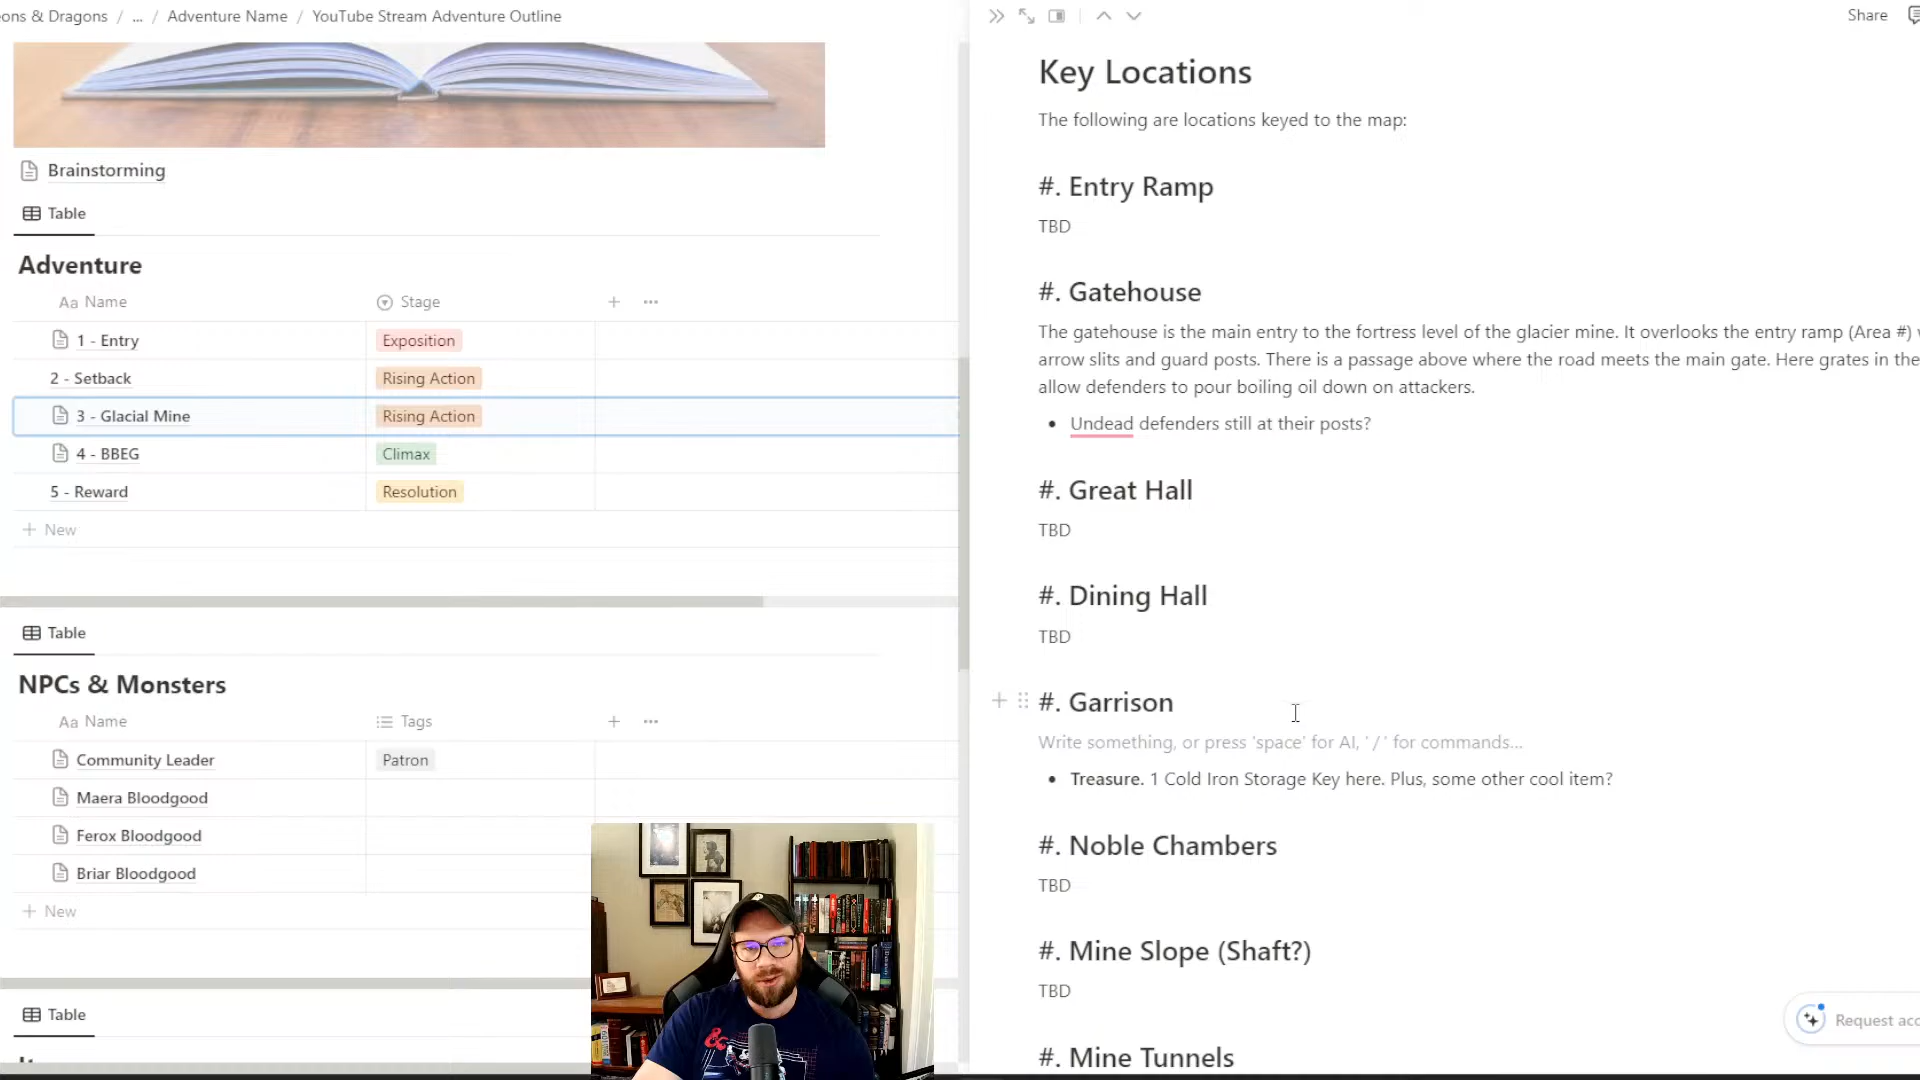 ons & Dragons / ... / Adventure Name / YouTube Stream Adventure Outline
Brainstorming
Table
Adventure
Aa Name Stage
1 - Entry Exposition
2 - Setback Rising Action
3 - Glacial Mine Rising Action
4 - BBEG Climax
5 - Reward Resolution
+ New
Table
NPCs & Monsters
Aa Name Tags
Community Leader Patron
Maera Bloodgood
Ferox Bloodgood
Briar Bloodgood
+ New
Table
Share
Key Locations
The following are locations keyed to the map:
#. Entry Ramp
TBD
#. Gatehouse
The gatehouse is the main entry to the fortress level of the glacier mine. It overlooks the entry ramp (Area #)
arrow slits and guard posts. There is a passage above where the road meets the main gate. Here grates in the
allow defenders to pour boiling oil down on attackers.
• Undead defenders still at their posts?
#. Great Hall
TBD
#. Dining Hall
TBD
#. Garrison
Write something, or press 'space' for AI, '/' for commands...
• Treasure. 1 Cold Iron Storage Key here. Plus, some other cool item?
#. Noble Chambers
TBD
#. Mine Slope (Shaft?)
TBD
Request acc
#. Mine Tunnels